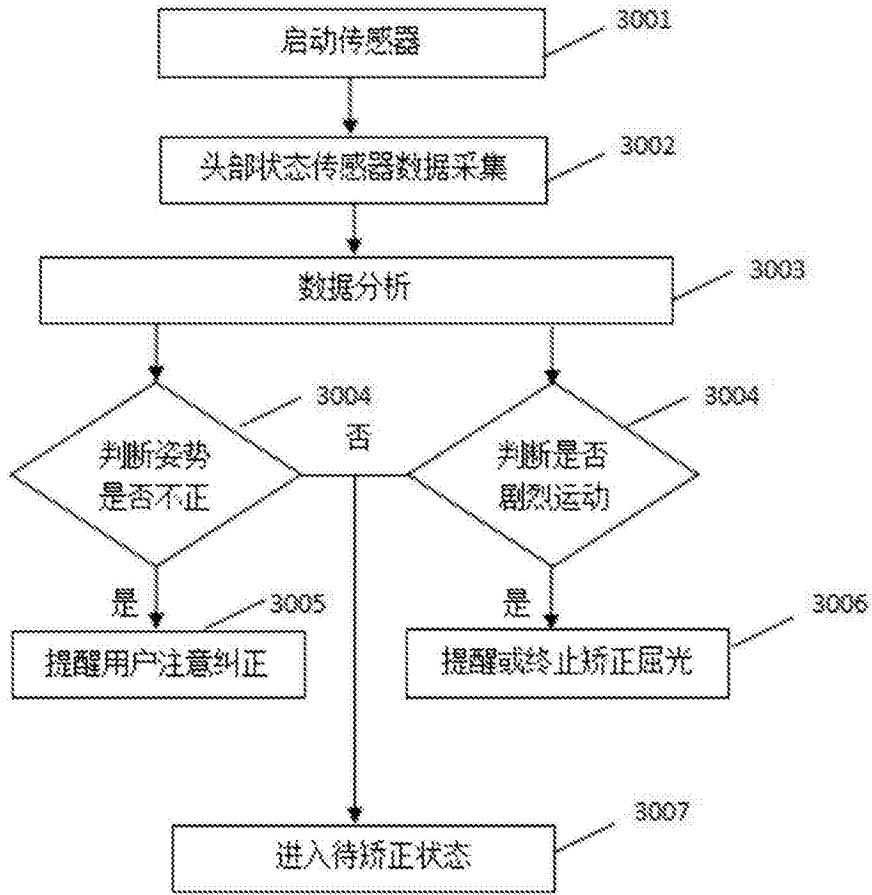 启动传感器
3001
头部状态传感器数据采集
3002
数据分析
3003
3004
3004
否
判断姿势
是否不正
判断是否
剧烈运动
是
3005
是
3006
提醒用户注意纠正
提醒或终止矫正屈光
3007
进入待矫正状态